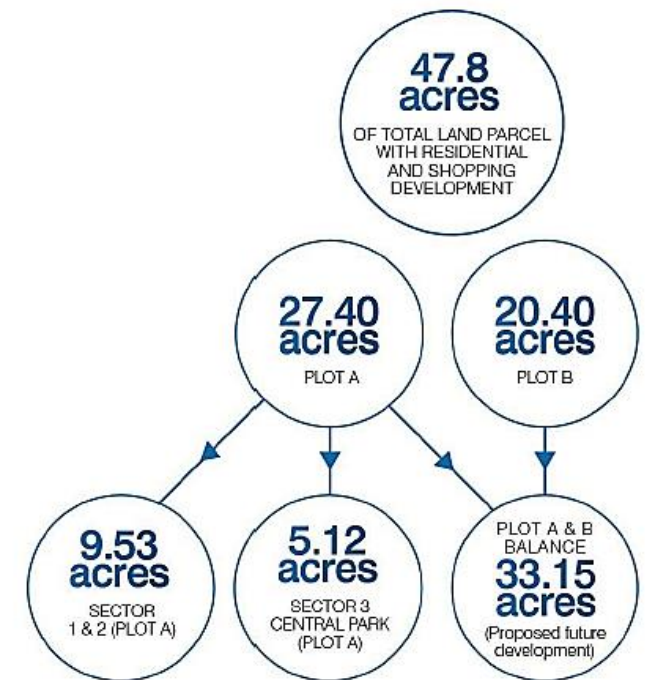 47.8
acres
OF TOTAL LAND PARCEL
WITH RESIDENTIAL
AND SHOPPING
DEVELOPMENT
27.40
acres
PLOT A
20.40
acres
PLOT B
9.53
acres
SECTOR
1 & 2 (PLOT A)
5.12
acres
SECTOR 3
CENTRAL PARK
(PLOT A)
PLOT A & B
BALANCE
33.15
acres
(Proposed future
development)